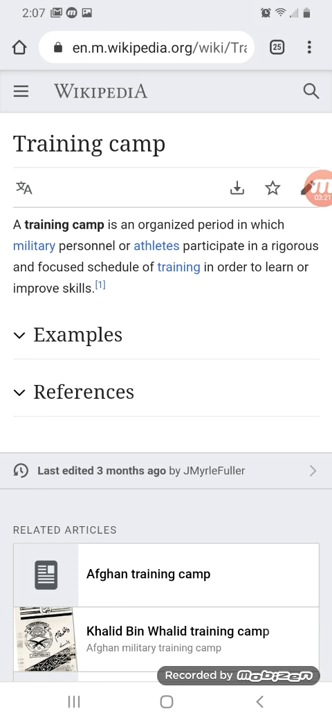 2:07
25
en.m.wikipedia.org/wiki/Tra
WIKIPEDIA
Training camp
03:21
A training camp is an organized period in which
military personnel or athletes participate in a rigorous
and focused schedule of training in order to learn or
improve skills.[1]
Examples
References
Last edited 3 months ago by JMyrleFuller
RELATED ARTICLES
Afghan training camp
Khalid Bin Whalid training camp
Afghan military training camp
Recorded by Mobizen